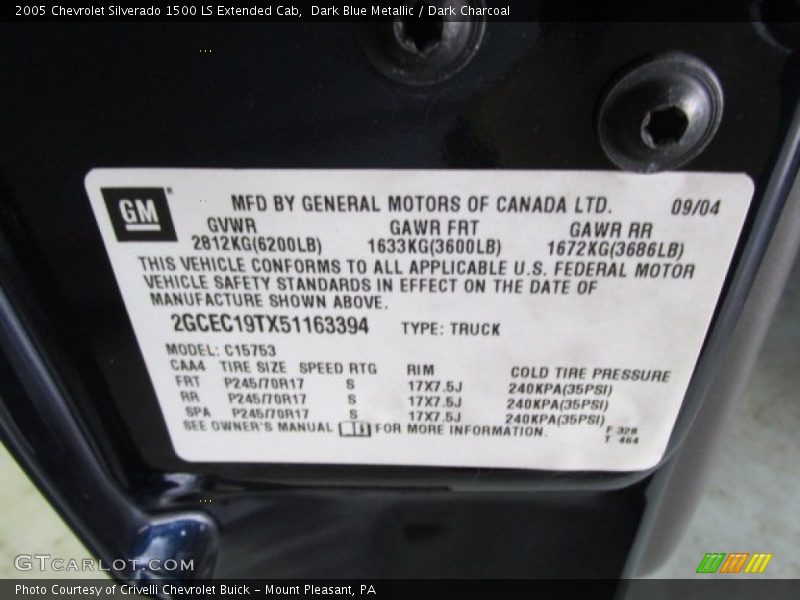 2005 Chevrolet Silverado 1500 LS Extended Cab,  Dark Blue Metallic / Dark Charcoal
GM
MFD BY GENERAL MOTORS OF CANADA LTD. 09/04
GVWR GAWR FRT GAWR RR
2812KG(6200LB) 1633KG(3600LB) 1672KG(3686LB)
THIS VEHICLE CONFORMS TO ALL APPLICABLE U.S. FEDERAL MOTOR
VEHICLE SAFETY STANDARDS IN EFFECT ON THE DATE OF
MANUFACTURE SHOWN ABOVE.
2GCEC19TX51163394 TYPE: TRUCK
MODEL: C15753
CAA4 TIRE SIZE SPEED RTG RIM COLD TIRE PRESSURE
FRT P245/70R17 S 17X7.5J 240KPA(35PSI)
RR P245/70R17 S 17X7.5J 240KPA(35PSI)
SPA P245/70R17 S 17X7.5J 240KPA(35PSI)
SEE OWNER'S MANUAL FOR MORE INFORMATION.
F 328
T 464
GTCarLot.com
Photo Courtesy of Crivelli Chevrolet Buick - Mount Pleasant, PA